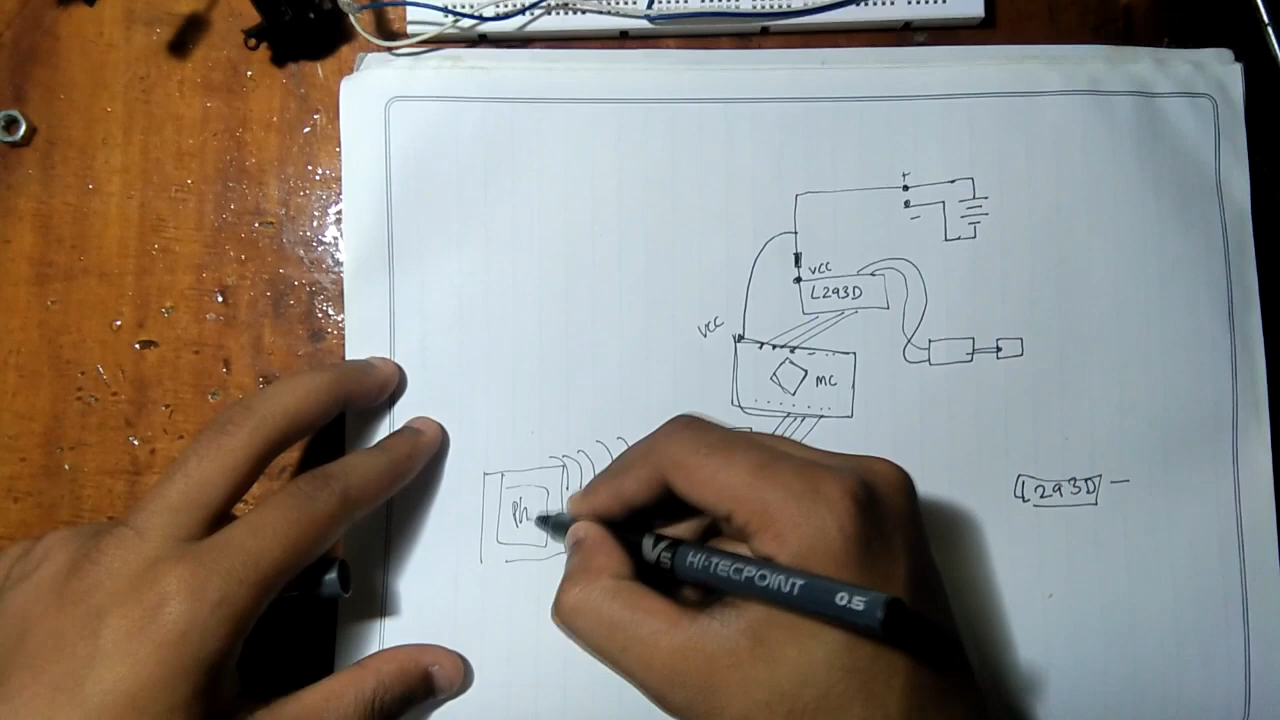 +
-
VCC
L293D
VCC
MC
L293D -
Ph
V5 HI-TECPOINT 0.5